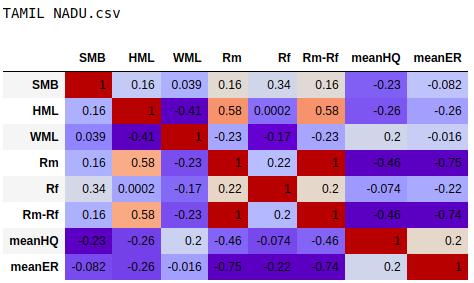 TAMIL NADU.csv
SMB HML WML Rm Rf Rm-Rf meanHQ meanER
SMB 1 0.16 0.039 0.16 0.34 0.16 -0.23 -0.082
HML 0.16 1 -0.41 0.58 0.0002 0.58 -0.26 -0.26
WML 0.039 -0.41 1 -0.23 -0.17 -0.23 0.2 -0.016
Rm 0.16 0.58 -0.23 1 0.22 1 -0.46 -0.75
Rf 0.34 0.0002 -0.17 0.22 1 0.2 -0.074 -0.22
Rm-Rf 0.16 0.58 -0.23 1 0.2 1 -0.46 -0.74
meanHQ -0.23 -0.26 0.2 -0.46 -0.074 -0.46 1 0.2
meanER -0.082 -0.26 -0.016 -0.75 -0.22 -0.74 0.2 1